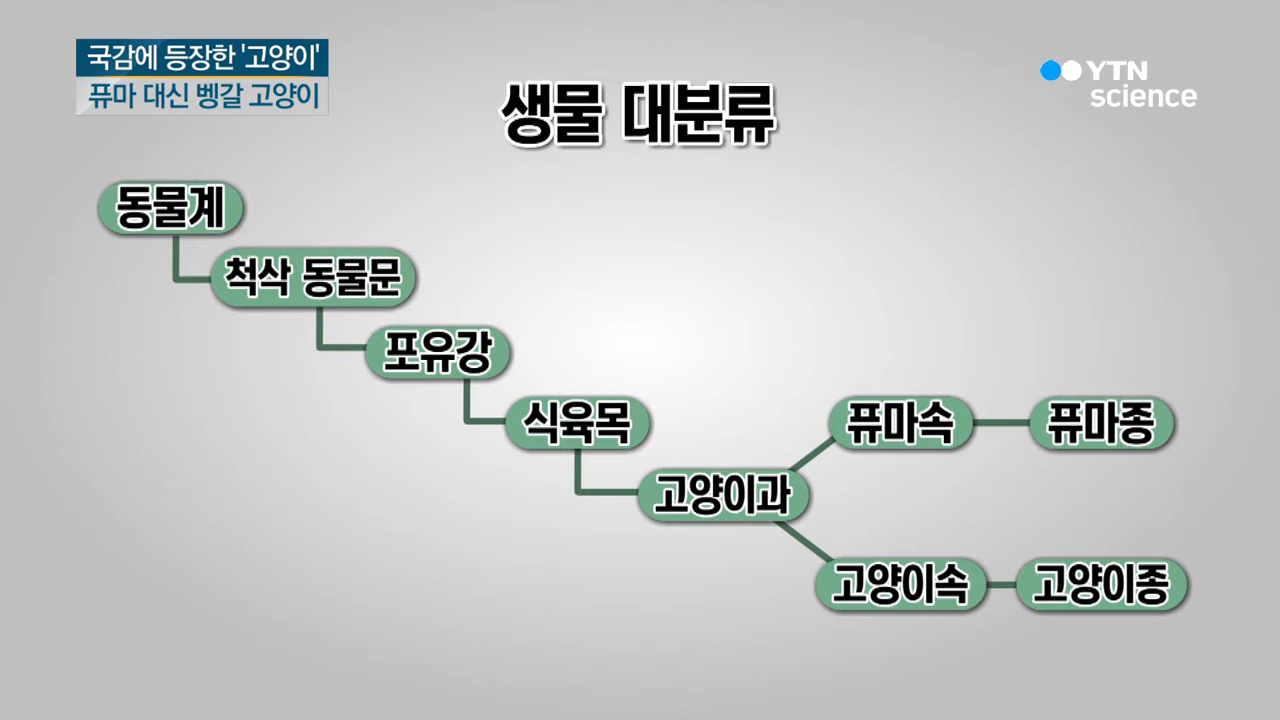 국감에 등장한 '고양이'
퓨마 대신 벵갈 고양이
YTN
science
생물 대분류
동물계
척삭 동물문
포유강
식육목
고양이과
퓨마속
퓨마종
고양이속
고양이종